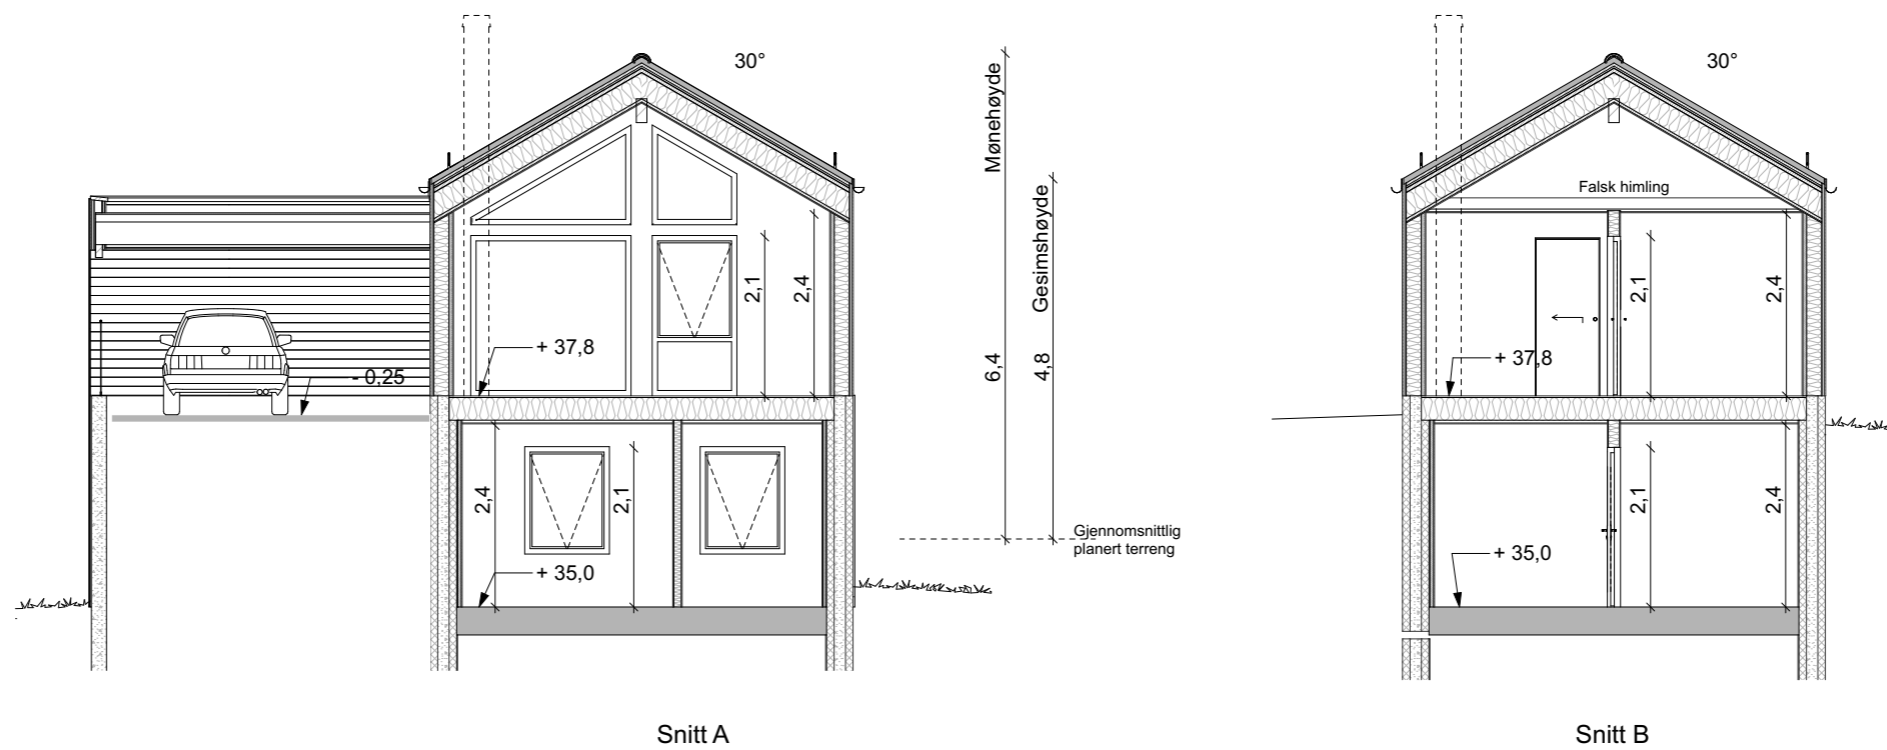 30°
Mønehøyde
6,4
Gesimshøyde
4,8
2,1
2,4
+ 37,8
- 0,25
2,4
2,1
+ 35,0
Gjennomsnittlig
planert terreng
Snitt A
30°
Falsk himling
2,1
2,4
+ 37,8
2,1
2,4
+ 35,0
Snitt B